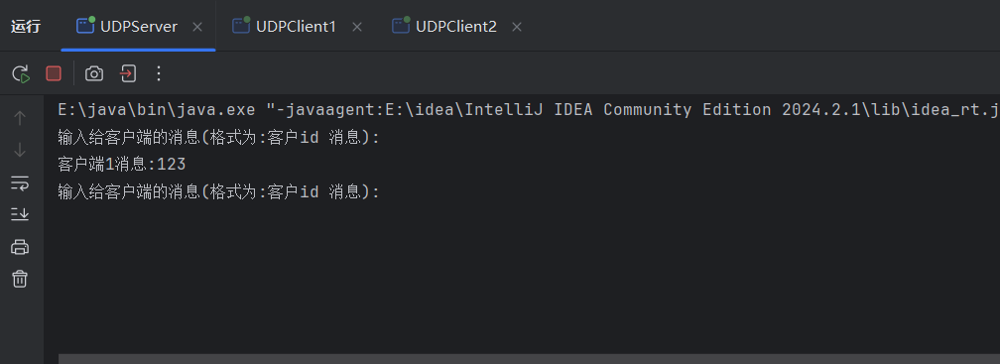 运行 UDPServer UDPClient1 UDPClient2
E:\java\bin\java.exe "-javaagent:E:\idea\IntelliJ IDEA Community Edition 2024.2.1\lib\idea_rt.j
输入给客户端的消息(格式为:客户id 消息):
客户端1消息:123
输入给客户端的消息(格式为:客户id 消息):